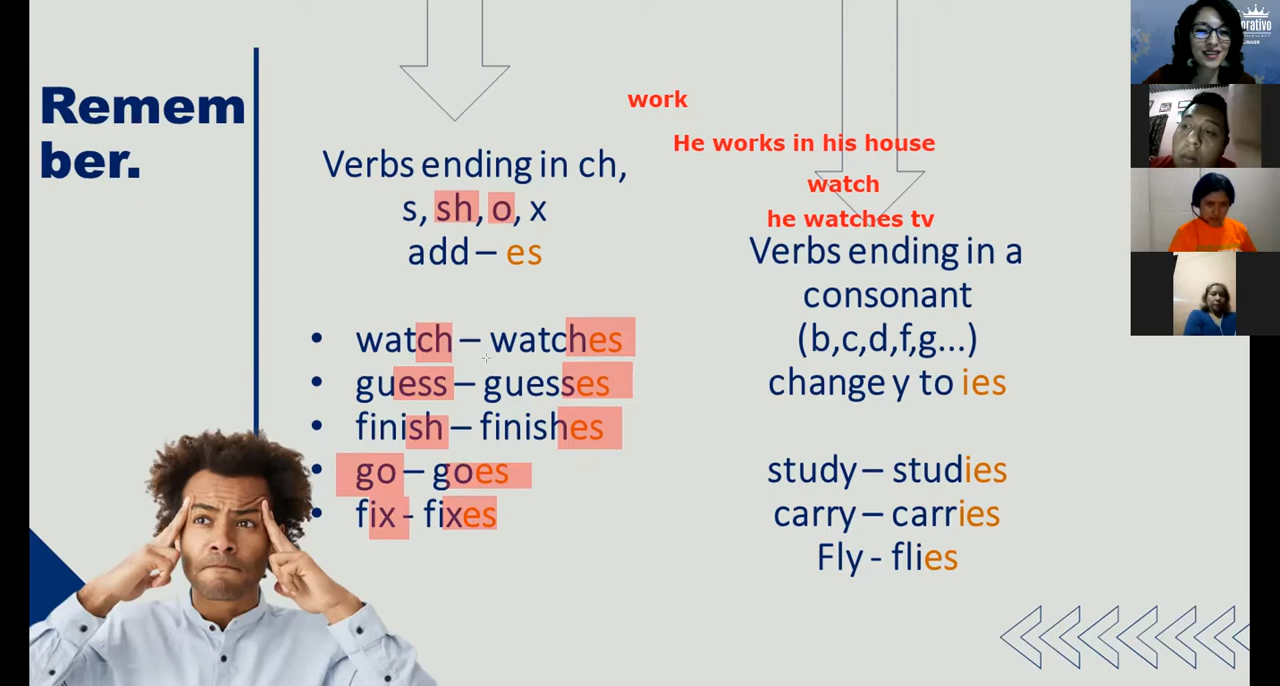 Remem
ber.
Verbs ending in ch,
s, sh, o, x
add – es
• watch – watches
• guess – guesses
• finish – finishes
• go – goes
• fix - fixes
work
He works in his house
watch
he watches tv
Verbs ending in a
consonant
(b,c,d,f,g...)
change y to ies
study – studies
carry – carries
Fly - flies